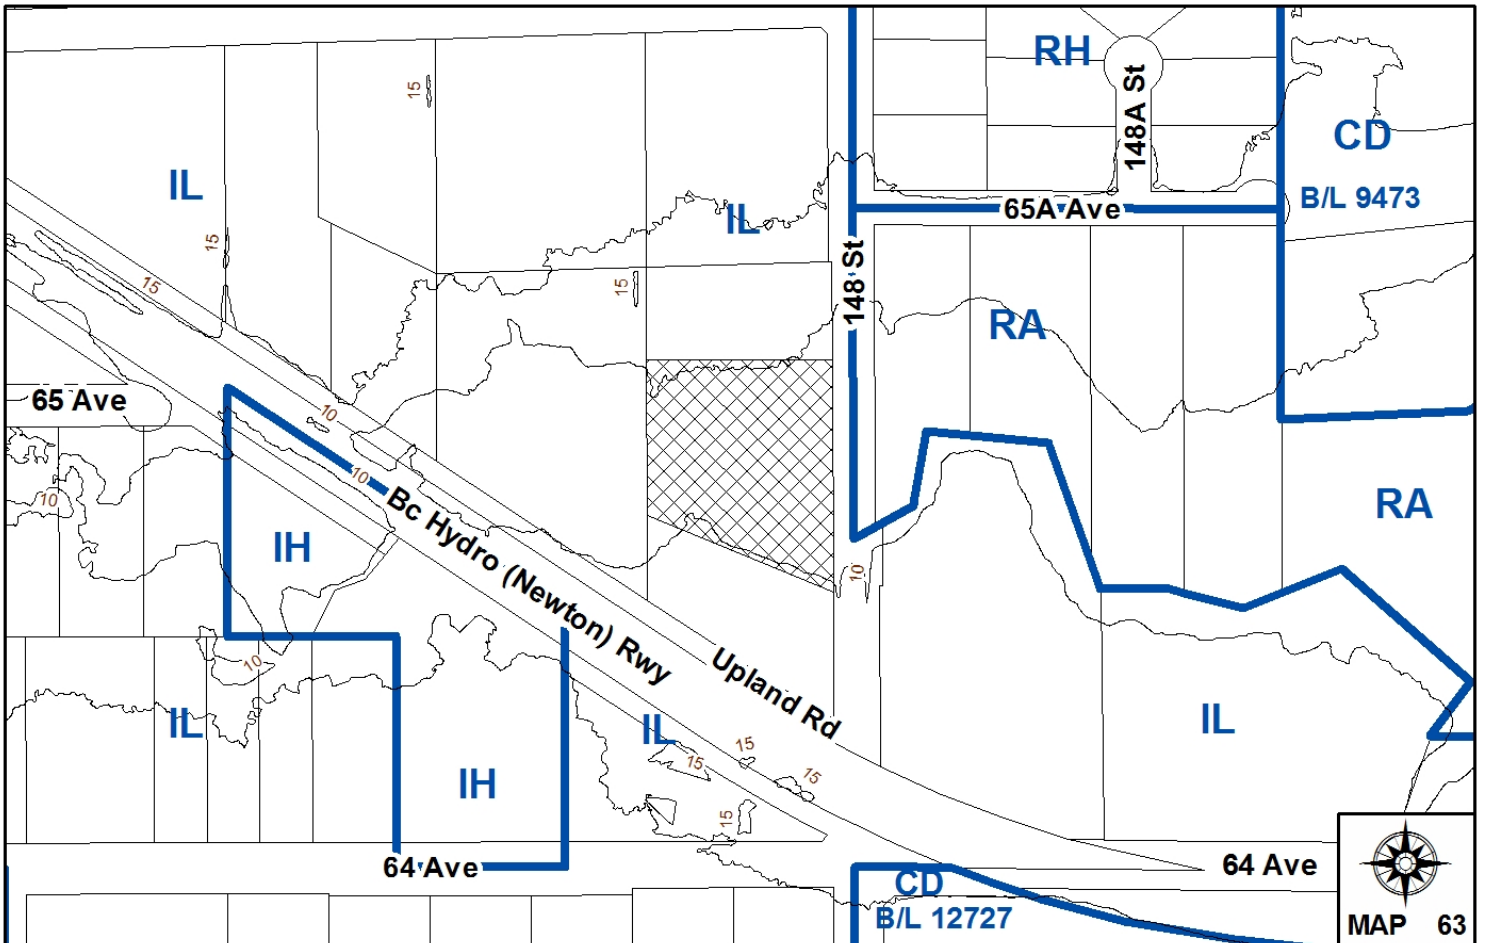 RH
148A St
15
CD
B/L 9473
IL
65A Ave
IL
15
148 St
15
15
RA
65 Ave
10
10
10
RA
Bc Hydro (Newton) Rwy
IH
10
10
Upland Rd
IL
IL
IL
15
15
15
IH
15
64 Ave
64 Ave
CD
B/L 12727
MAP 63